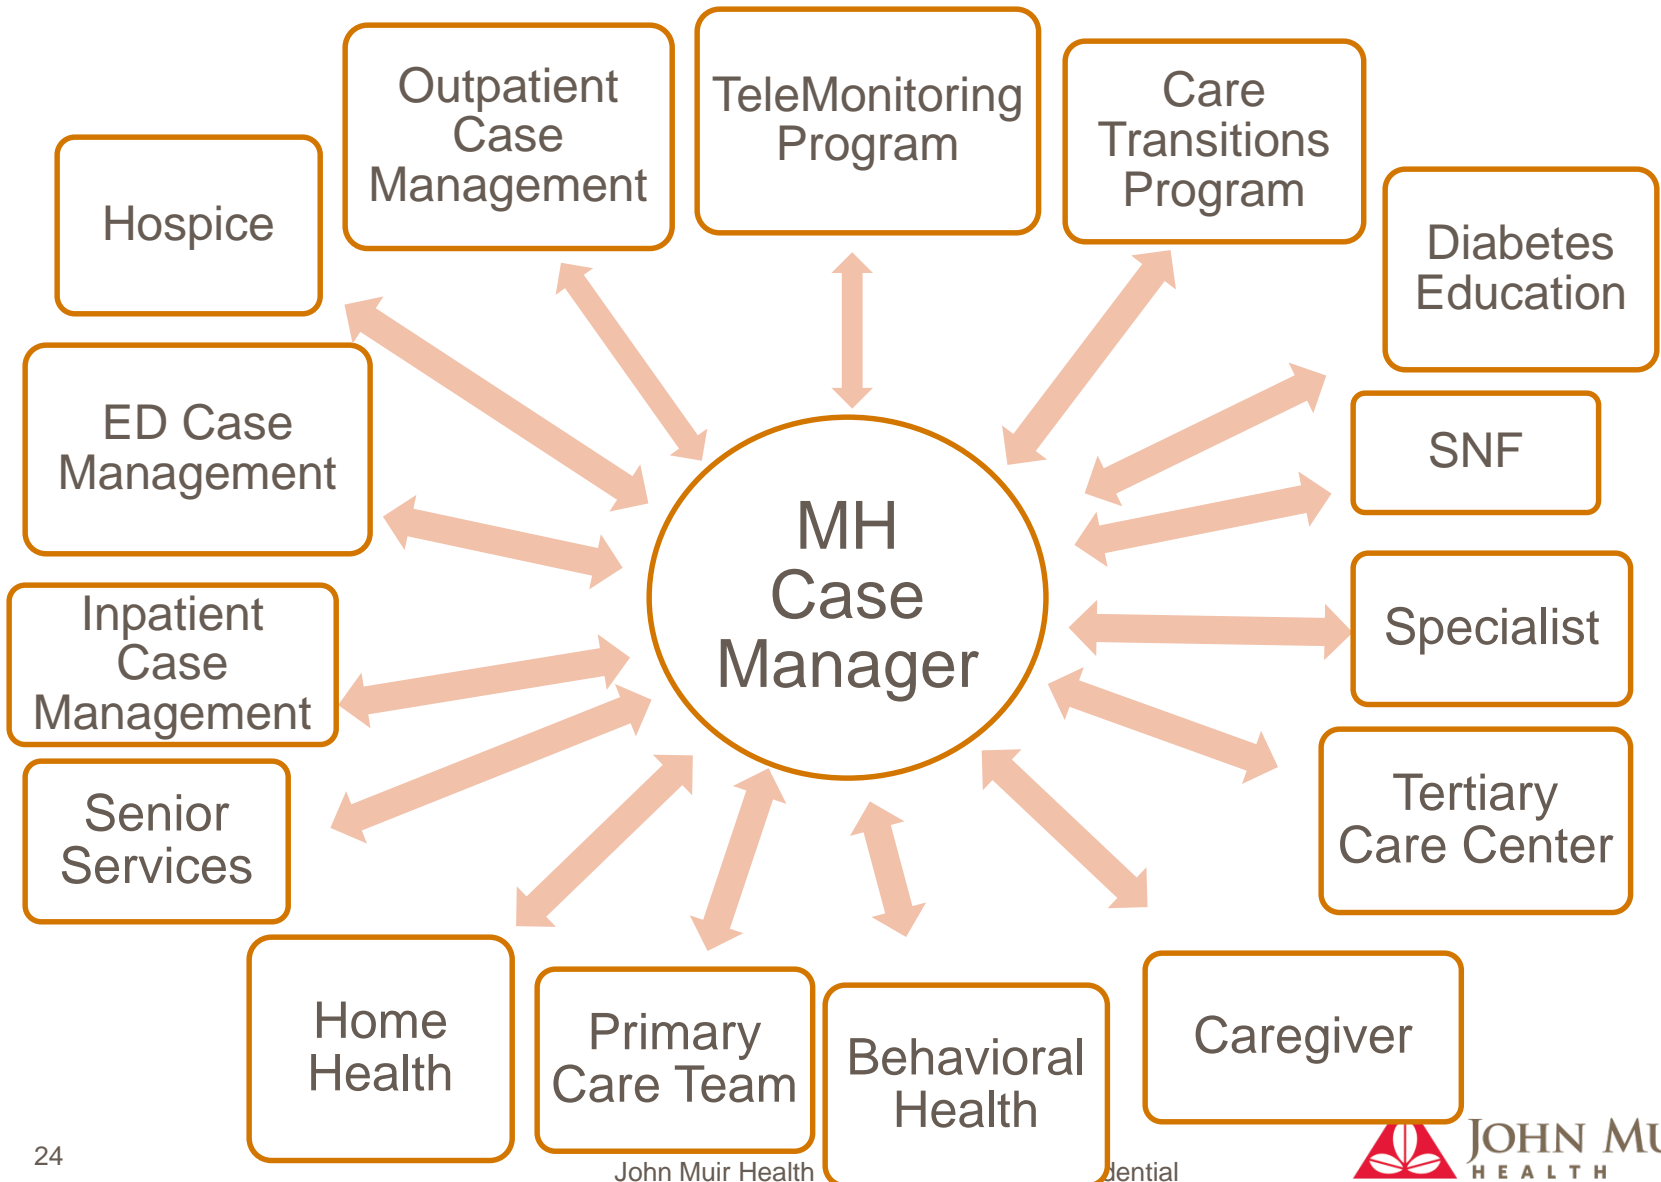 Outpatient
Case
Management
TeleMonitoring
Program
Care
Transitions
Program
Hospice
Diabetes
Education
ED Case
Management
SNF
MH
Case
Manager
Inpatient
Case
Management
Specialist
Senior
Services
Tertiary
Care Center
Home
Health
Primary
Care Team
Behavioral
Health
Caregiver
24
John Muir Health
dential
JOHN MU
HEALTH